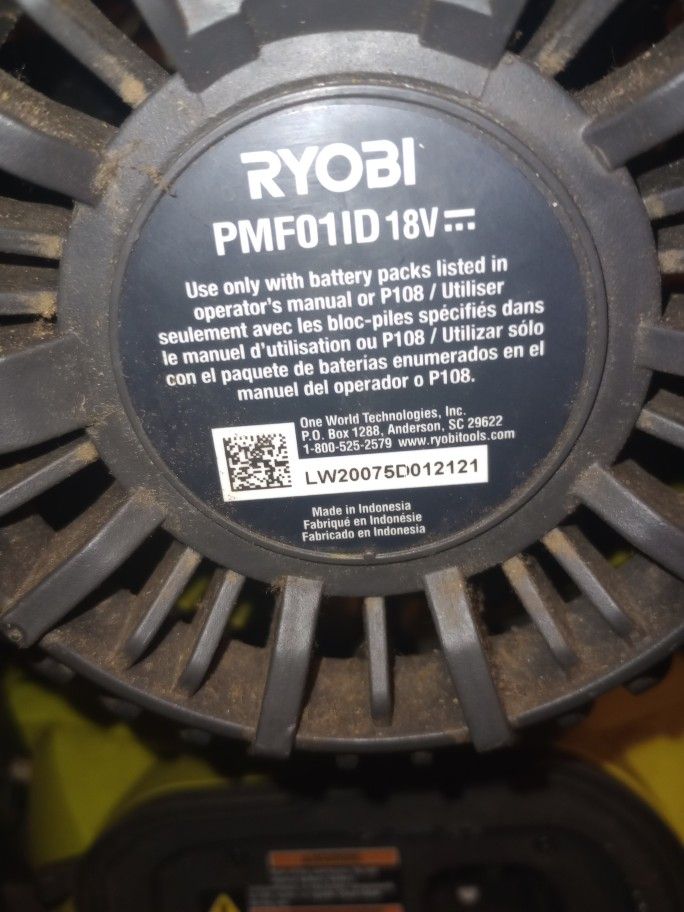 RYOBI
PMF01ID 18V⎓
Use only with battery packs listed in
operator's manual or P108 / Utiliser
seulement avec les bloc-piles spécifiés dans
le manuel d'utilisation ou P108 / Utilizar sólo
con el paquete de baterías enumerados en el
manual del operador o P108.
One World Technologies, Inc.
P.O. Box 1288, Anderson, SC 29622
1-800-525-2579 www.ryobitools.com
LW20075D012121
Made in Indonesia
Fabriqué en Indonésie
Fabricado en Indonesia